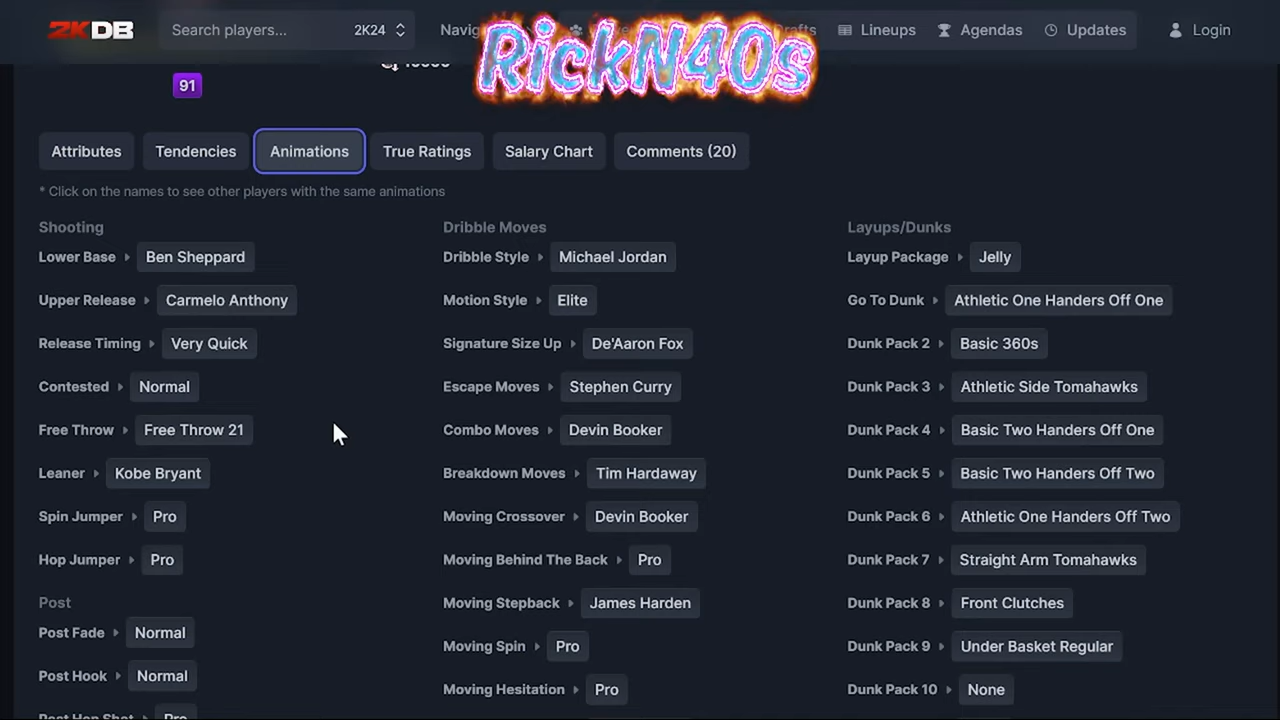 2KDB
Search players...
2K24
Lineups
Agendas
Updates
Login
RickN40s
91
Attributes
Tendencies
Animations
True Ratings
Salary Chart
Comments (20)
* Click on the names to see other players with the same animations
Shooting
Lower Base Ben Sheppard
Upper Release Carmelo Anthony
Release Timing Very Quick
Contested Normal
Free Throw Free Throw 21
Leaner Kobe Bryant
Spin Jumper Pro
Hop Jumper Pro
Post
Post Fade Normal
Post Hook Normal
Post Hop Shot Pro
Dribble Moves
Dribble Style Michael Jordan
Motion Style Elite
Signature Size Up De'Aaron Fox
Escape Moves Stephen Curry
Combo Moves Devin Booker
Breakdown Moves Tim Hardaway
Moving Crossover Devin Booker
Moving Behind The Back Pro
Moving Stepback James Harden
Moving Spin Pro
Moving Hesitation Pro
Layups/Dunks
Layup Package Jelly
Go To Dunk Athletic One Handers Off One
Dunk Pack 2 Basic 360s
Dunk Pack 3 Athletic Side Tomahawks
Dunk Pack 4 Basic Two Handers Off One
Dunk Pack 5 Basic Two Handers Off Two
Dunk Pack 6 Athletic One Handers Off Two
Dunk Pack 7 Straight Arm Tomahawks
Dunk Pack 8 Front Clutches
Dunk Pack 9 Under Basket Regular
Dunk Pack 10 None